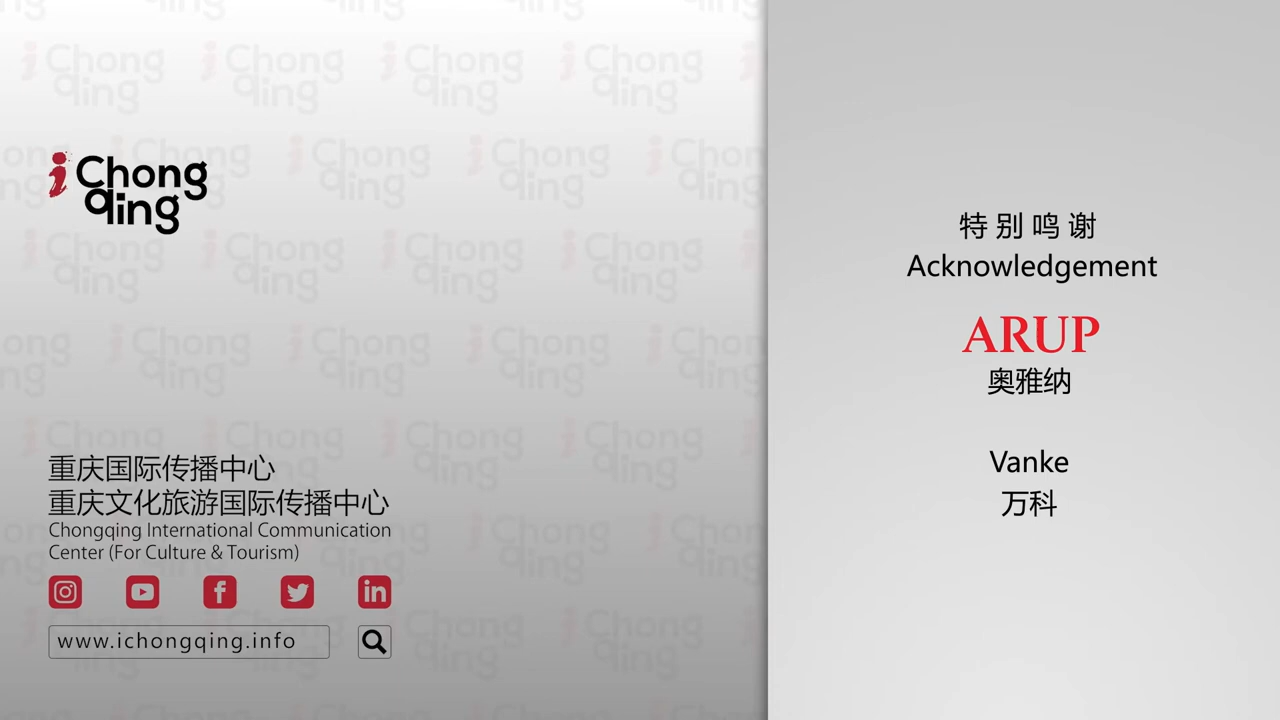 iChong
qing
重庆国际传播中心
重庆文化旅游国际传播中心
Chongqing International Communication
Center (For Culture & Tourism)
www.ichongqing.info
特别鸣谢
Acknowledgement
ARUP
奥雅纳
Vanke
万科